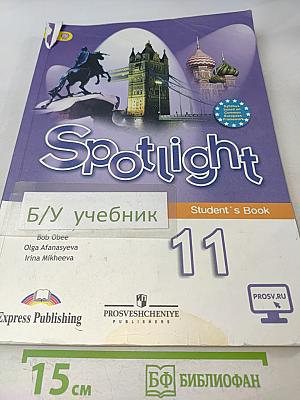 Spotlight
Б/У учебник
Student's Book
Bob Obee
Olga Afanasyeva
Irina Mikheeva
11
PROSV.RU
Express Publishing
PROSVESHCHENIYE
PUBLISHERS
15 см
БФ БИБЛИОФАН